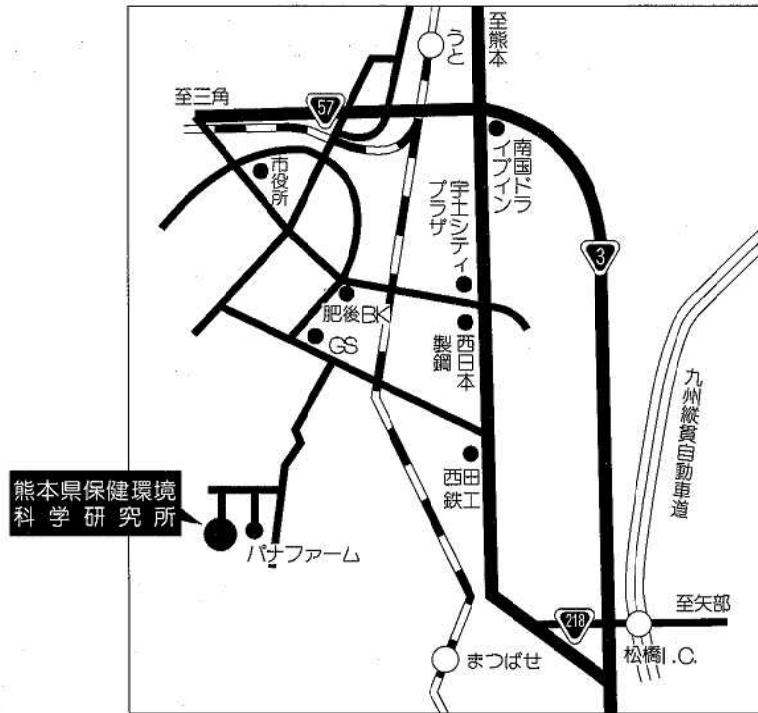 うと
至熊本
至三角
57
市役所
南国ドラ
イブイン
宇土シティ
プラザ
3
肥後BK
GS
西日本
製鋼
九州縦貫自動車道
西田
鉄工
熊本県保健環境
科学研究所
パナファーム
至矢部
218
松橋I.C.
まつばせ